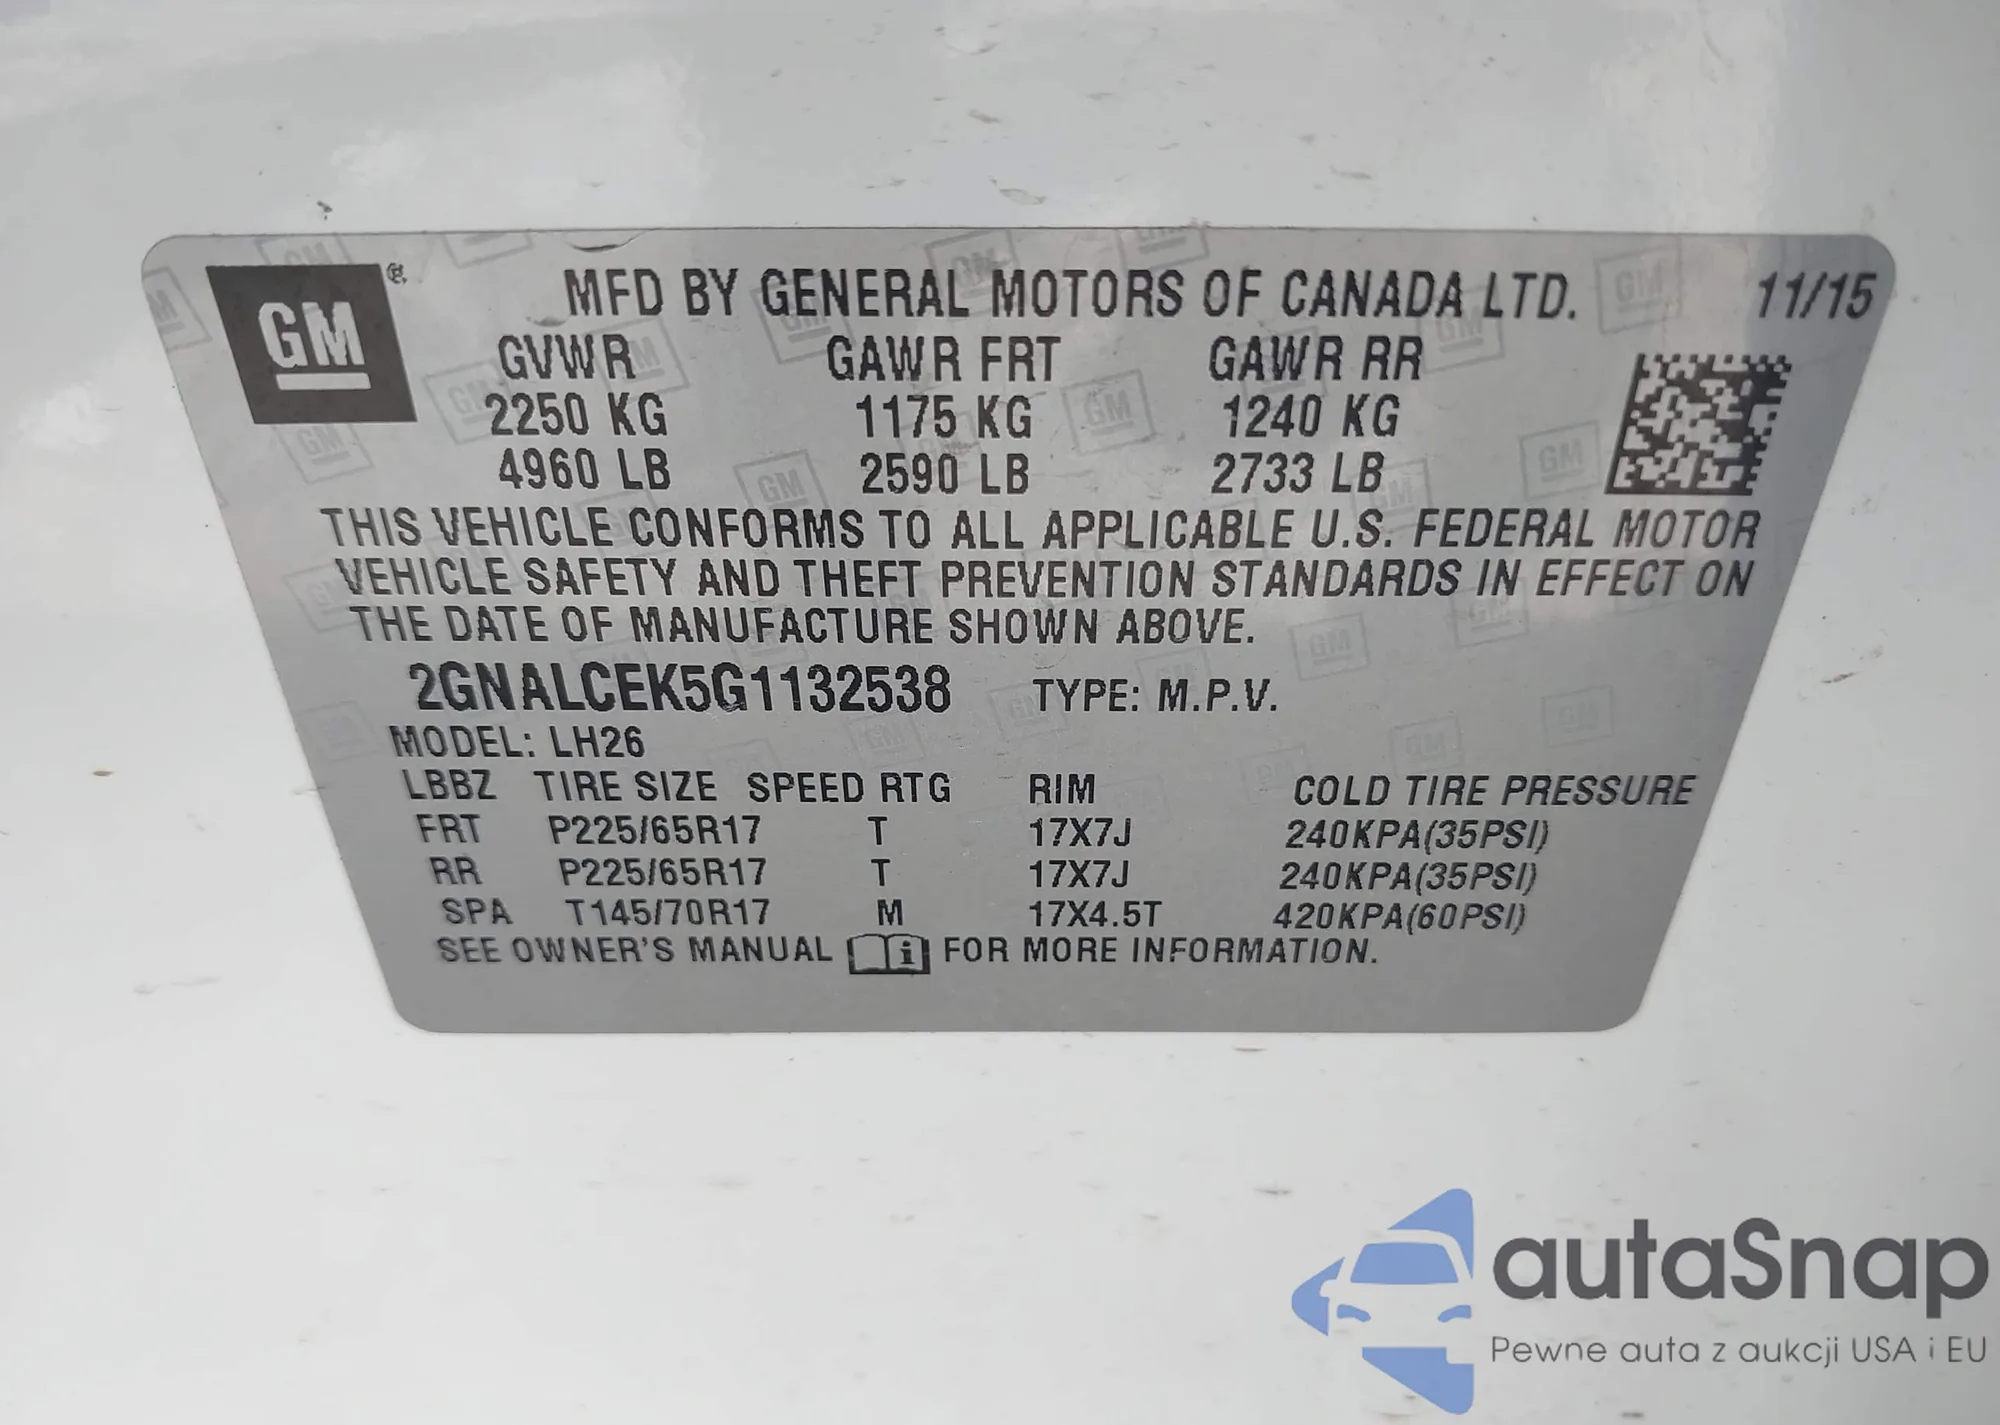 GM ®
MFD BY GENERAL MOTORS OF CANADA LTD. 11/15
GVWR GAWR FRT GAWR RR
2250 KG 1175 KG 1240 KG
4960 LB 2590 LB 2733 LB
THIS VEHICLE CONFORMS TO ALL APPLICABLE U.S. FEDERAL MOTOR
VEHICLE SAFETY AND THEFT PREVENTION STANDARDS IN EFFECT ON
THE DATE OF MANUFACTURE SHOWN ABOVE.
2GNALCEK5G1132538 TYPE: M.P.V.
MODEL: LH26
LBBZ TIRE SIZE SPEED RTG RIM COLD TIRE PRESSURE
FRT P225/65R17 T 17X7J 240KPA(35PSI)
RR P225/65R17 T 17X7J 240KPA(35PSI)
SPA T145/70R17 M 17X4.5T 420KPA(60PSI)
SEE OWNER'S MANUAL i FOR MORE INFORMATION.
autaSnap
Pewne auta z aukcji USA i EU